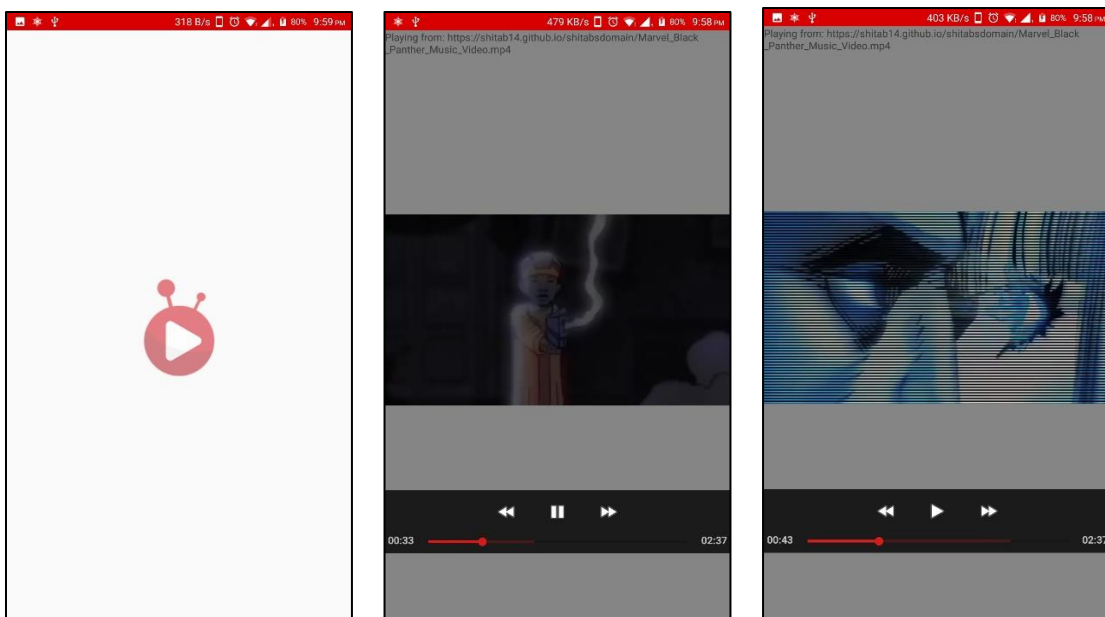 318 B/s 80% 9:59 PM
479 KB/s 80% 9:58 PM
Playing from: https://shitab14.github.io/shitabsdomain/Marvel_Black
_Panther_Music_Video.mp4
00:33 02:37
403 KB/s 80% 9:58 PM
Playing from: https://shitab14.github.io/shitabsdomain/Marvel_Black
_Panther_Music_Video.mp4
00:43 02:37